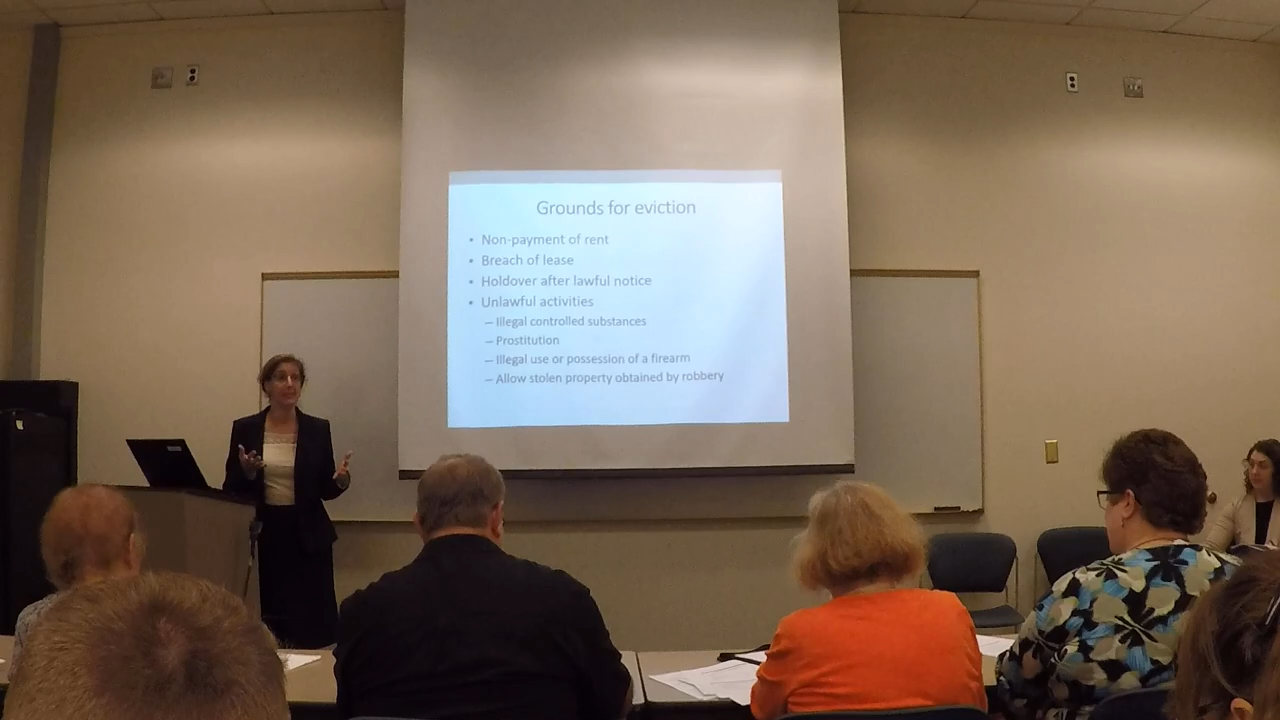 Grounds for eviction
• Non-payment of rent
• Breach of lease
• Holdover after lawful notice
• Unlawful activities
– Illegal controlled substances
– Prostitution
– Illegal use or possession of a firearm
– Allow stolen property obtained by robbery